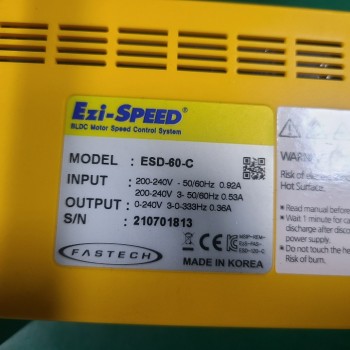 Ezi-SPEED®
BLDC Motor Speed Control System
MODEL : ESD-60-C
INPUT : 200-240V ~ 50/60Hz 0.92A
200-240V 3~ 50/60Hz 0.53A
OUTPUT : 0-240V 3~0-333Hz 0.36A
S/N : 210701813
FASTECH
MADE IN KOREA
WARN
Risk of
Hot Surface.
Read manual before
Wait 1 minute for
discharge after
power supply.
Do not touch the
Risk of burn.